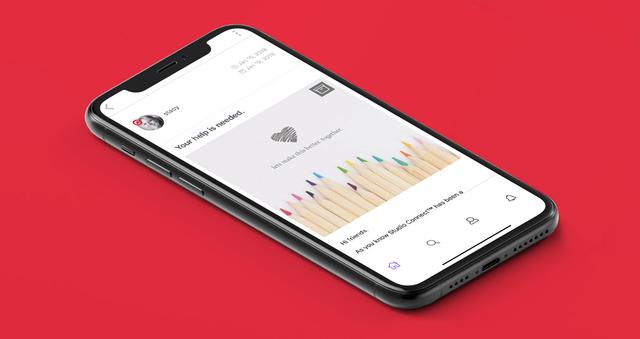 Jan 15, 2018
Jan 19, 2018
stacy
Your help is needed.
lets make this better. together.
Hi friends,
As you know Studio Connect™ has been a